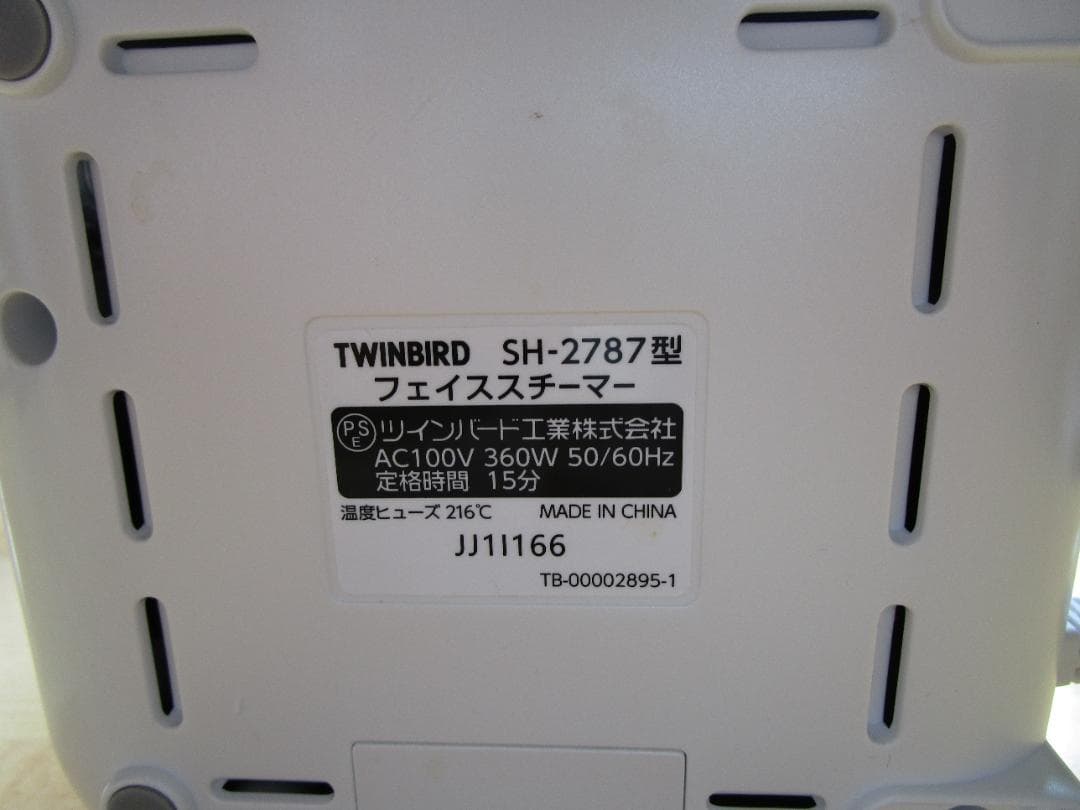 TWINBIRD SH-2787型
フェイススチーマー
PSE ツインバード工業株式会社
AC100V 360W 50/60Hz
定格時間 15分
温度ヒューズ 216℃ MADE IN CHINA
JJ1I166
TB-00002895-1